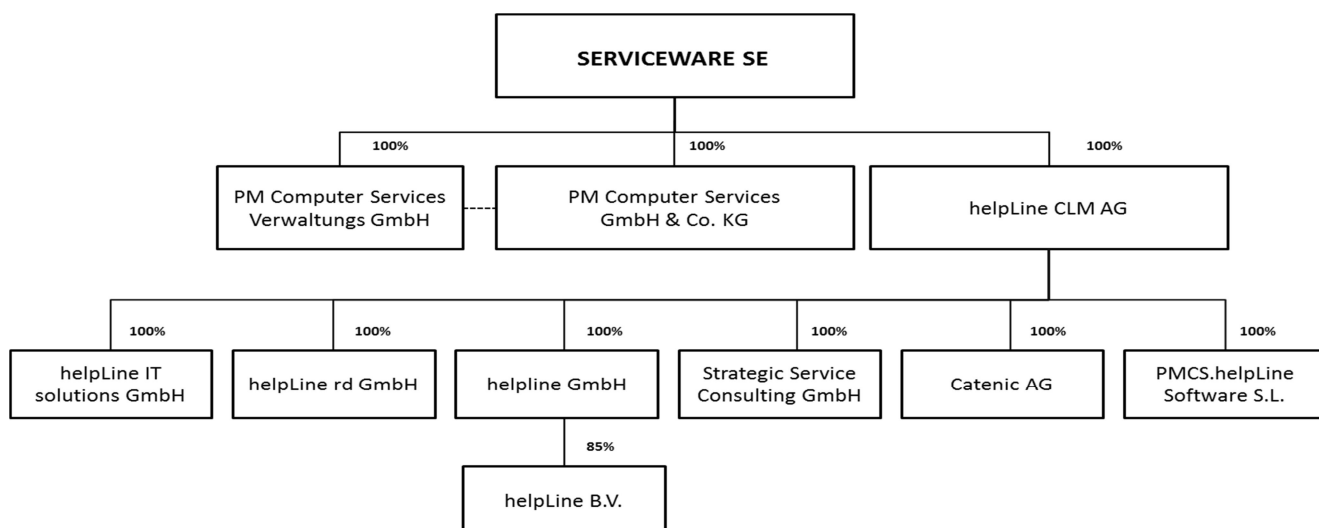 SERVICEWARE SE
100%
100%
100%
PM Computer Services
Verwaltungs GmbH
PM Computer Services
GmbH & Co. KG
helpLine CLM AG
100%
100%
100%
100%
100%
100%
helpLine IT
solutions GmbH
helpLine rd GmbH
helpline GmbH
Strategic Service
Consulting GmbH
Catenic AG
PMCS.helpLine
Software S.L.
85%
helpLine B.V.